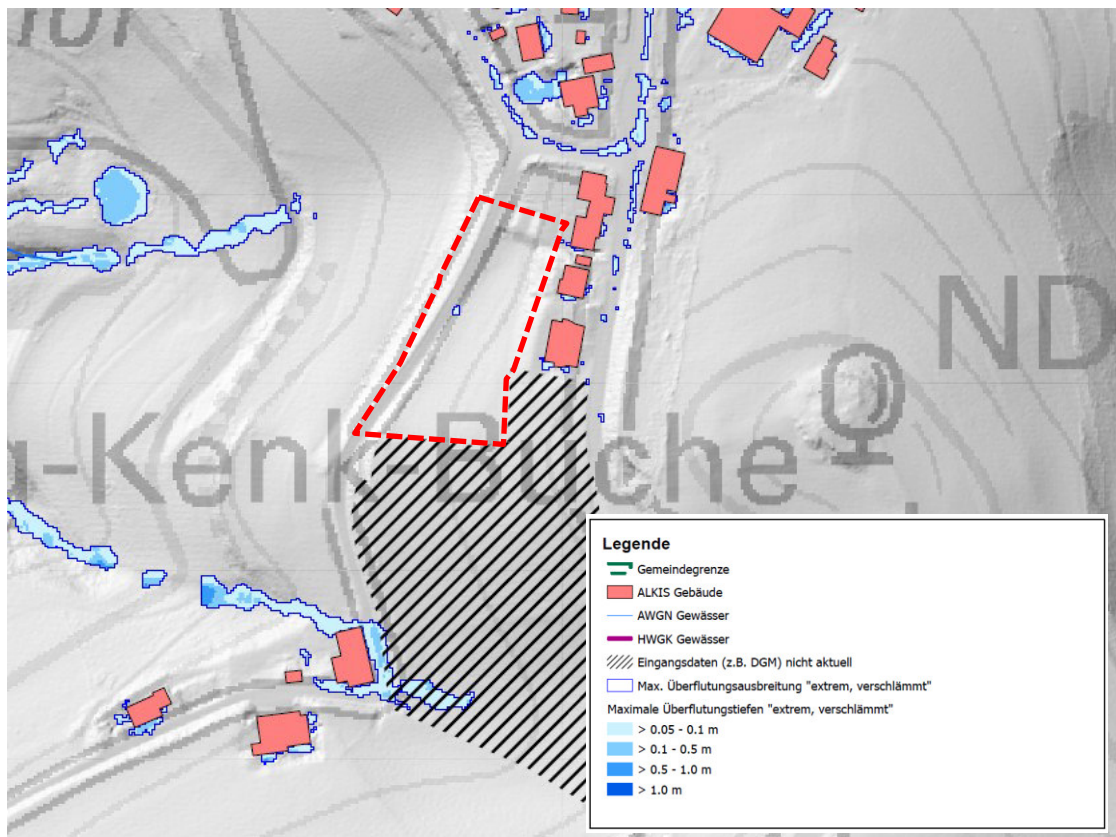 ND
-Kenk-Buche
Legende
Gemeindegrenze
ALKIS Gebäude
AWGN Gewässer
HWGK Gewässer
Eingangsdaten (z.B. DGM) nicht aktuell
Max. Überflutungsausbreitung "extrem, verschlämmt"
Maximale Überflutungstiefen "extrem, verschlämmt"
> 0.05 - 0.1 m
> 0.1 - 0.5 m
> 0.5 - 1.0 m
> 1.0 m